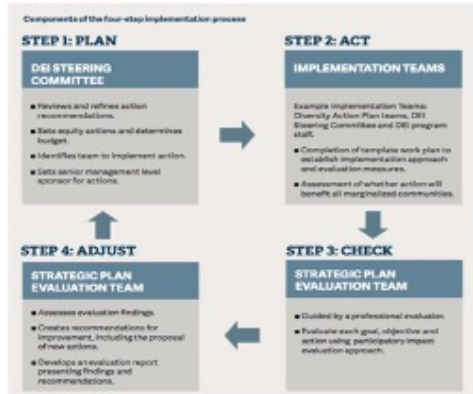 Components of the four-step implementation process
STEP 1: PLAN
DEI STEERING
COMMITTEE
■ Reviews and refines action
recommendations.
■ Sets equity actions and determines
budget.
■ Identifies team to implement action.
■ Sets senior management level
sponsor for actions.
STEP 2: ACT
IMPLEMENTATION TEAMS
Example Implementation Teams:
Diversity Action Plan teams, DEI
Steering Committee and DEI program
staff.
■ Completion of template work plan to
establish implementation approach
and evaluation measures.
■ Assessment of whether action will
benefit all marginalized communities.
STEP 3: CHECK
STRATEGIC PLAN
EVALUATION TEAM
■ Guided by a professional evaluator.
■ Evaluate each goal, objective and
action using participatory impact
evaluation approach.
STEP 4: ADJUST
STRATEGIC PLAN
EVALUATION TEAM
■ Assesses evaluation findings.
■ Creates recommendations for
improvement, including the proposal
of new actions.
■ Develops an evaluation report
presenting findings and
recommendations.